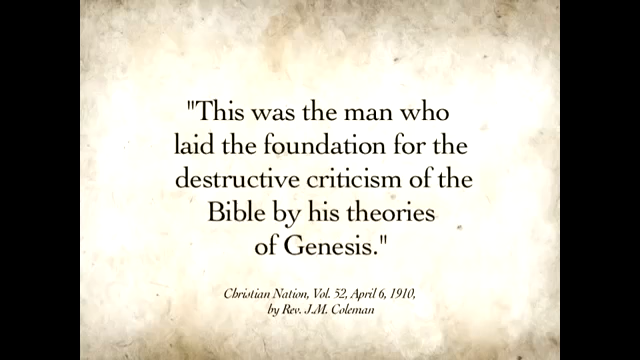 "This was the man who
laid the foundation for the
destructive criticism of the
Bible by his theories
of Genesis."
Christian Nation, Vol. 52, April 6, 1910,
by Rev. J.M. Coleman